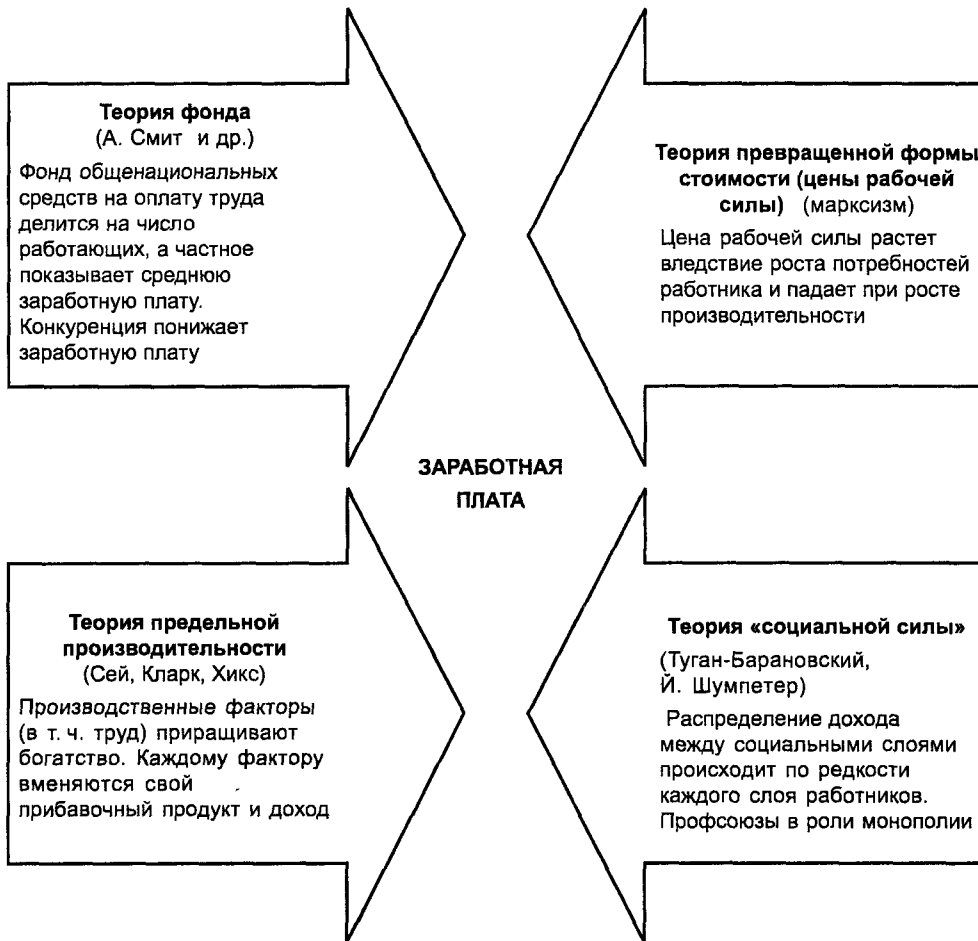 Теория фонда
(А. Смит и др.)
Фонд общенациональных
средств на оплату труда
делится на число
работающих, а частное
показывает среднюю
заработную плату.
Конкуренция понижает
заработную плату
Теория превращенной формы
стоимости (цены рабочей
силы) (марксизм)
Цена рабочей силы растет
вледствие роста потребностей
работника и падает при росте
производительности
ЗАРАБОТНАЯ
ПЛАТА
Теория предельной
производительности
(Сей, Кларк, Хикс)
Производственные факторы
(в т. ч. труд) приращивают
богатство. Каждому фактору
вменяются свой
прибавочный продукт и доход
Теория «социальной силы»
(Туган-Барановский,
Й. Шумпетер)
Распределение дохода
между социальными слоями
происходит по редкости
каждого слоя работников.
Профсоюзы в роли монополии